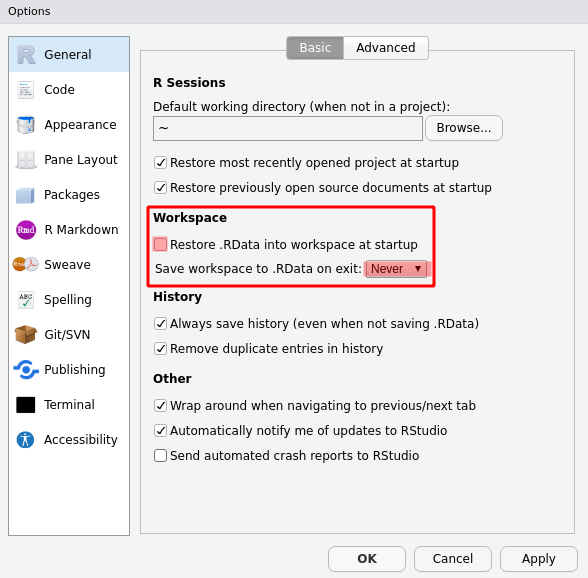 Options
General
Code
Appearance
Pane Layout
Packages
Rmd R Markdown
Sweave
ABC Spelling
Git/SVN
Publishing
Terminal
Accessibility
Basic Advanced
R Sessions
Default working directory (when not in a project):
~ Browse...
Restore most recently opened project at startup
Restore previously open source documents at startup
Workspace
Restore .RData into workspace at startup
Save workspace to .RData on exit: Never
History
Always save history (even when not saving .RData)
Remove duplicate entries in history
Other
Wrap around when navigating to previous/next tab
Automatically notify me of updates to RStudio
Send automated crash reports to RStudio
OK Cancel Apply